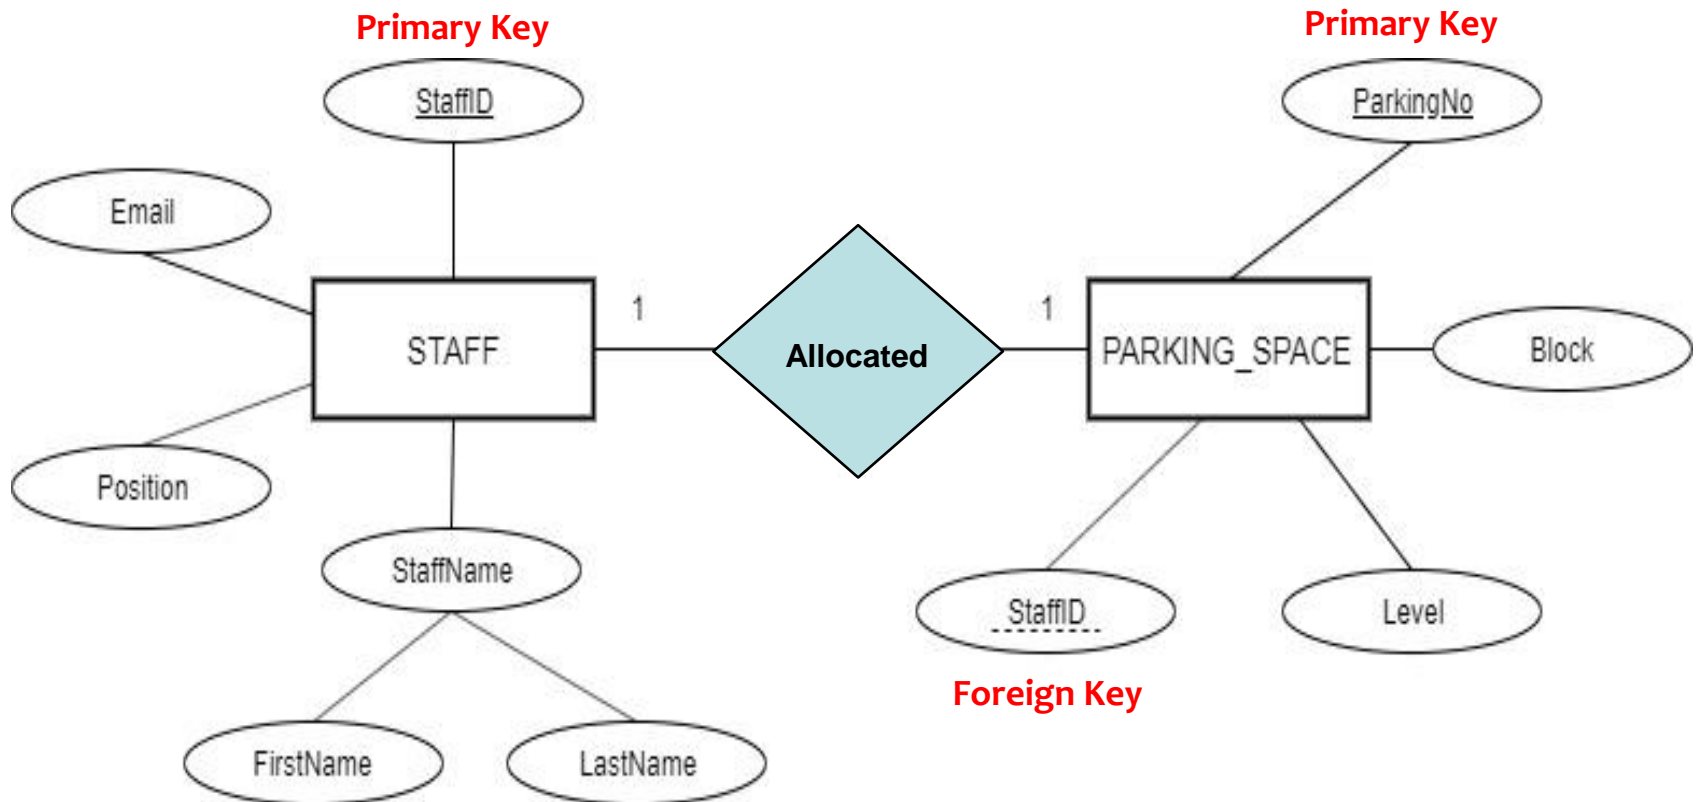 Primary Key
Primary Key
StaffID
ParkingNo
Email
1
1
STAFF
Allocated
PARKING_SPACE
Block
Position
StaffName
StaffID
Level
Foreign Key
FirstName
LastName